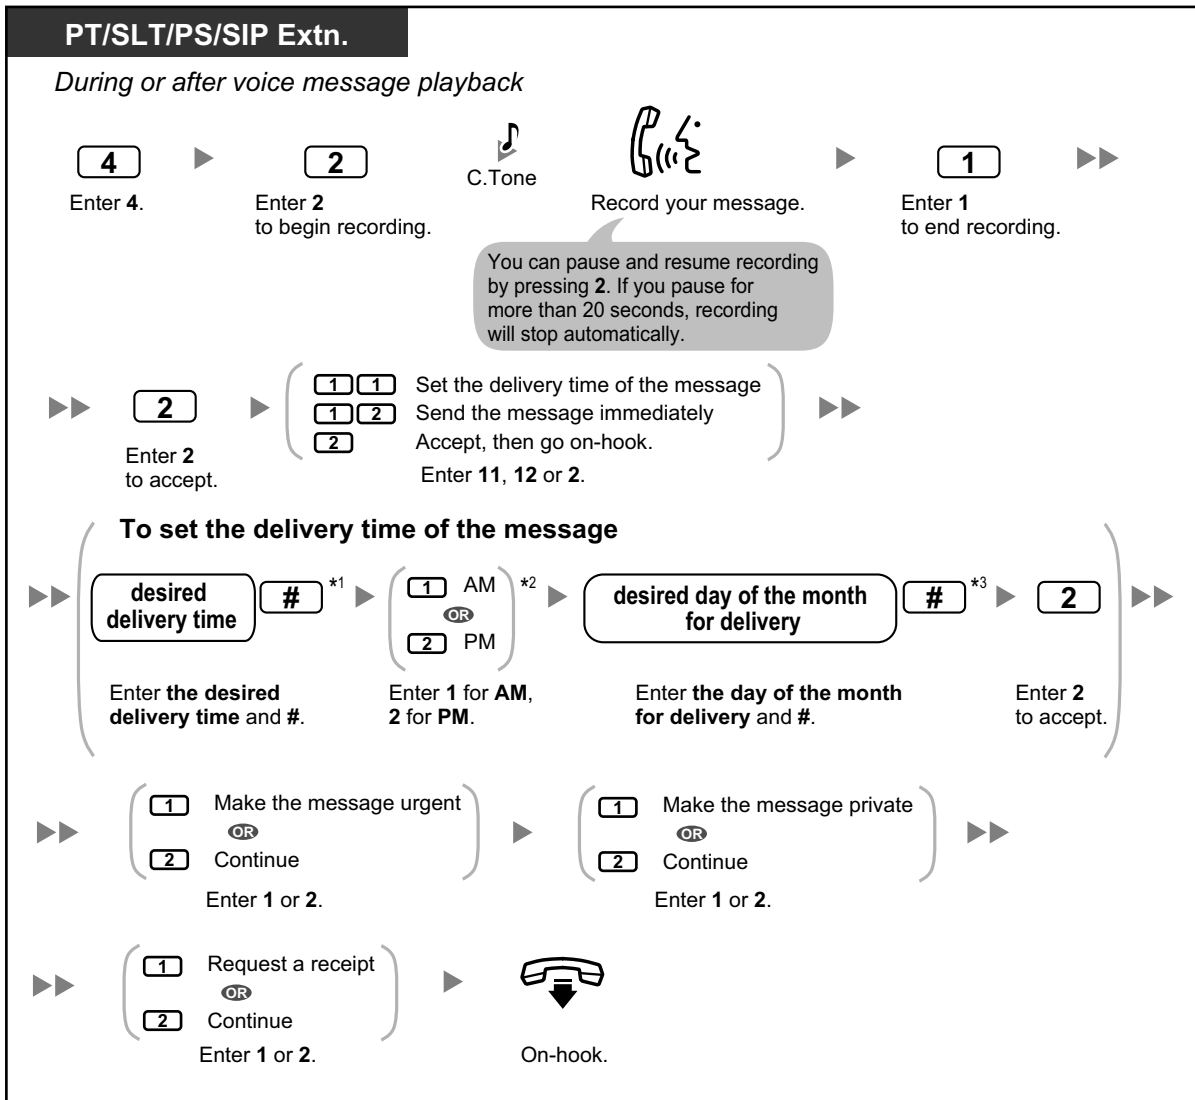 PT/SLT/PS/SIP Extn.
During or after voice message playback
4
2
C.Tone
1
Enter 4.
Enter 2
to begin recording.
Record your message.
Enter 1
to end recording.
You can pause and resume recording
by pressing 2. If you pause for
more than 20 seconds, recording
will stop automatically.
2
Enter 2
to accept.
1 1 Set the delivery time of the message
1 2 Send the message immediately
2 Accept, then go on-hook.
Enter 11, 12 or 2.
To set the delivery time of the message
desired
delivery time
# *1
1 AM
OR
2 PM
*2
desired day of the month
for delivery
# *3
2
Enter the desired
delivery time and #.
Enter 1 for AM,
2 for PM.
Enter the day of the month
for delivery and #.
Enter 2
to accept.
1 Make the message urgent
OR
2 Continue
Enter 1 or 2.
1 Make the message private
OR
2 Continue
Enter 1 or 2.
1 Request a receipt
OR
2 Continue
Enter 1 or 2.
On-hook.